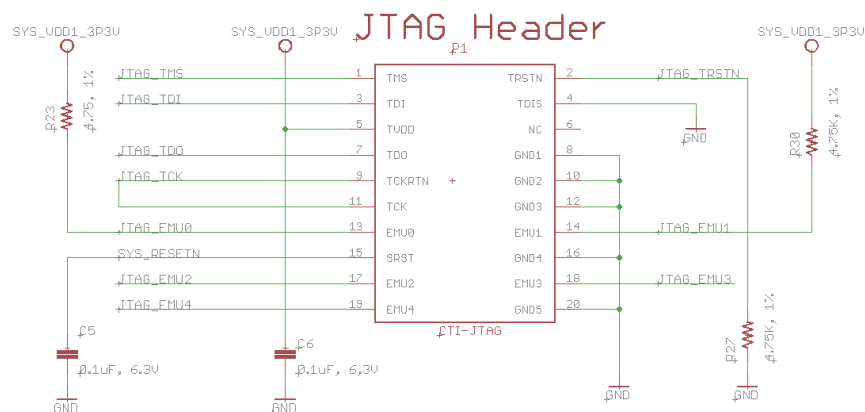 JTAG Header
SYS_VDD1_3P3V
SYS_VDD1_3P3V
SYS_VDD1_3P3V
P1
JTAG_TMS 1 TMS TRSTN 2 JTAG_TRSTN
JTAG_TDI 3 TDI TDIS 4
R23
4.75, 1%
5 TVDD NC 6
GND
R30
4.75K, 1%
JTAG_TDO 7 TDO GND1 8
JTAG_TCK 9 TCKRTN GND2 10
11 TCK GND3 12
JTAG_EMU0 13 EMU0 EMU1 14 JTAG_EMU1
SYS_RESETN 15 SRST GND4 16
JTAG_EMU2 17 EMU2 EMU3 18 JTAG_EMU3
JTAG_EMU4 19 EMU4 GND5 20
CTI-JTAG
C5
0.1uF, 6.3V
C6
0.1uF, 6.3V
R27
4.75K, 1%
GND
GND
GND
GND